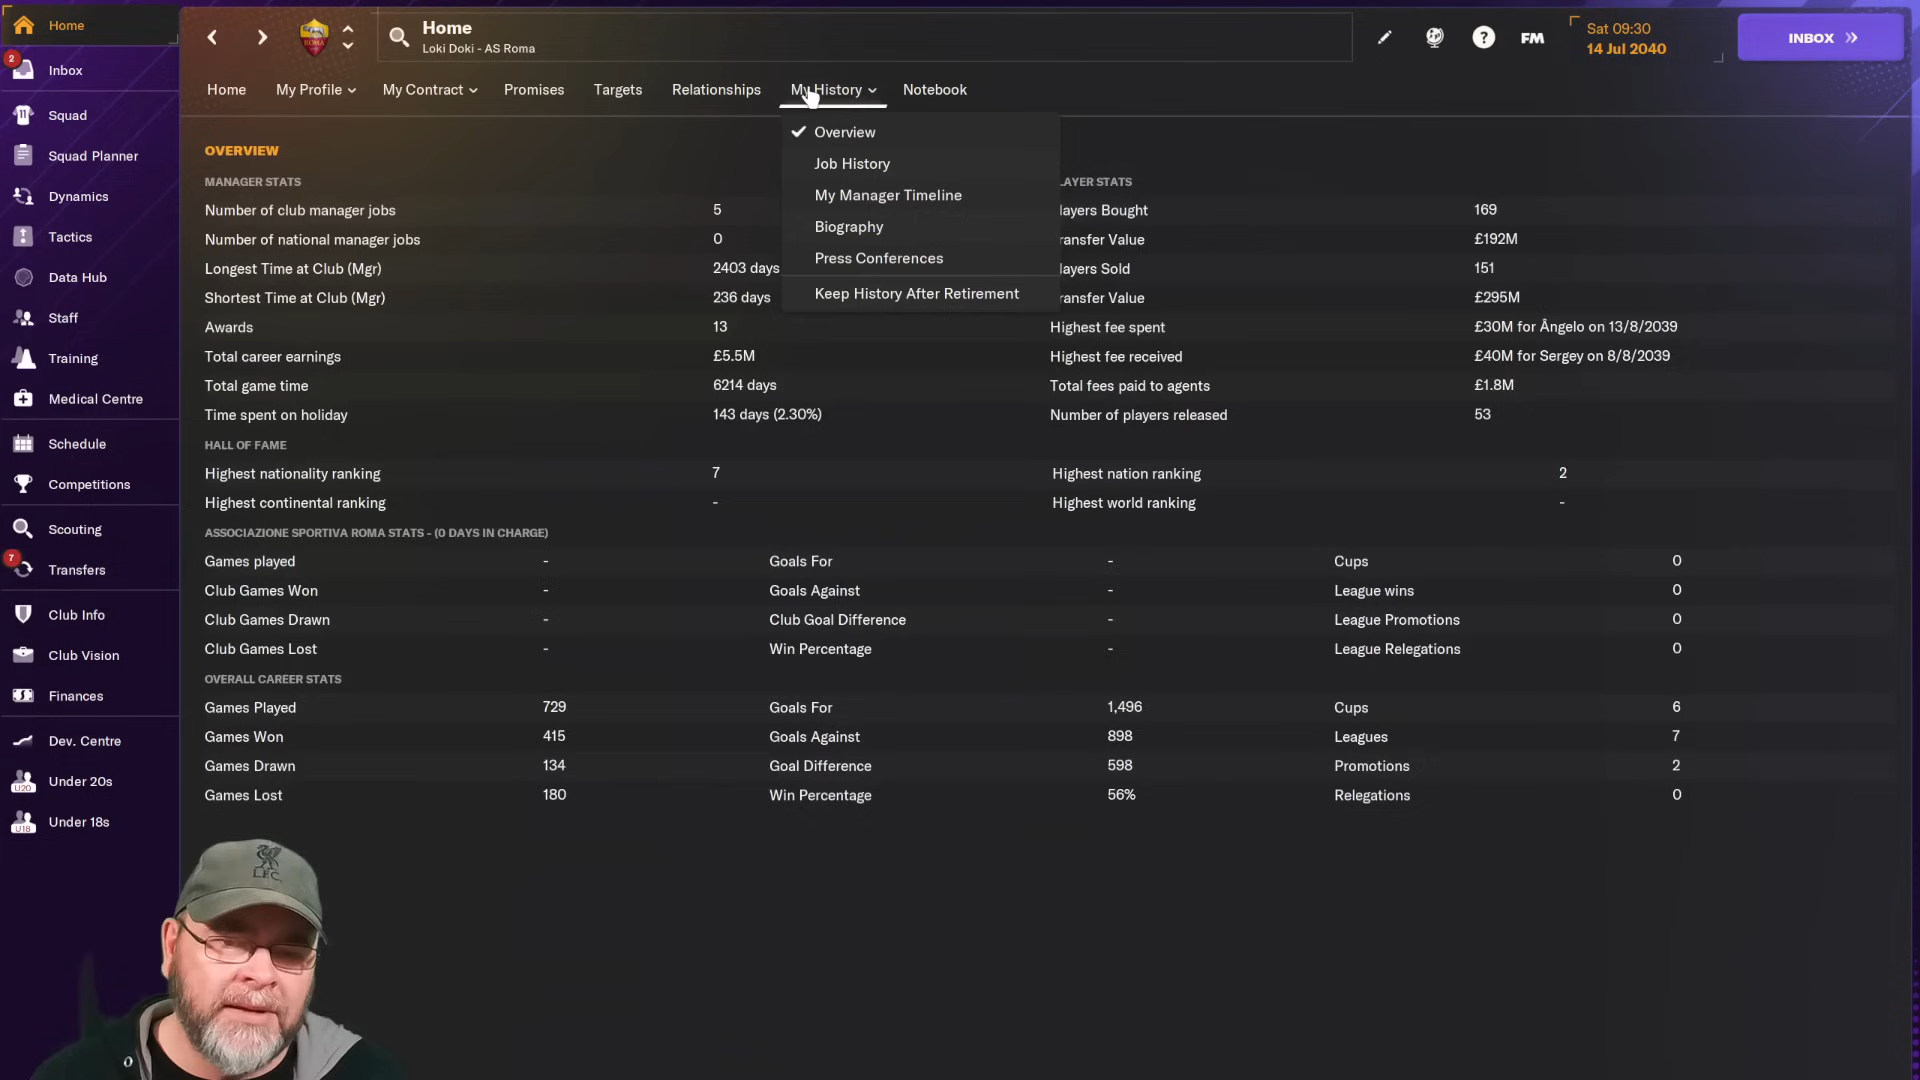 Home
2
Inbox
Squad
Squad Planner
Dynamics
Tactics
Data Hub
Staff
Training
Medical Centre
Schedule
Competitions
Scouting
7
Transfers
Club Info
Club Vision
Finances
Dev. Centre
U20
Under 20s
U18
Under 18s
ROMA
Home
Loki Doki - AS Roma
?
FM
Sat 09:30
14 Jul 2040
INBOX
Home My Profile My Contract Promises Targets Relationships My History Notebook
Overview
Job History
My Manager Timeline
Biography
Press Conferences
Keep History After Retirement
OVERVIEW
MANAGER STATS
Number of club manager jobs 5
Number of national manager jobs 0
Longest Time at Club (Mgr) 2403 days
Shortest Time at Club (Mgr) 236 days
Awards 13
Total career earnings £5.5M
Total game time 6214 days
Time spent on holiday 143 days (2.30%)
LAYER STATS
layers Bought 169
ransfer Value £192M
layers Sold 151
ransfer Value £295M
Highest fee spent £30M for Ângelo on 13/8/2039
Highest fee received £40M for Sergey on 8/8/2039
Total fees paid to agents £1.8M
Number of players released 53
HALL OF FAME
Highest nationality ranking 7 Highest nation ranking 2
Highest continental ranking - Highest world ranking -
ASSOCIAZIONE SPORTIVA ROMA STATS - (0 DAYS IN CHARGE)
Games played - Goals For - Cups 0
Club Games Won - Goals Against - League wins 0
Club Games Drawn - Club Goal Difference - League Promotions 0
Club Games Lost - Win Percentage - League Relegations 0
OVERALL CAREER STATS
Games Played 729 Goals For 1,496 Cups 6
Games Won 415 Goals Against 898 Leagues 7
Games Drawn 134 Goal Difference 598 Promotions 2
Games Lost 180 Win Percentage 56% Relegations 0
L.F.C.